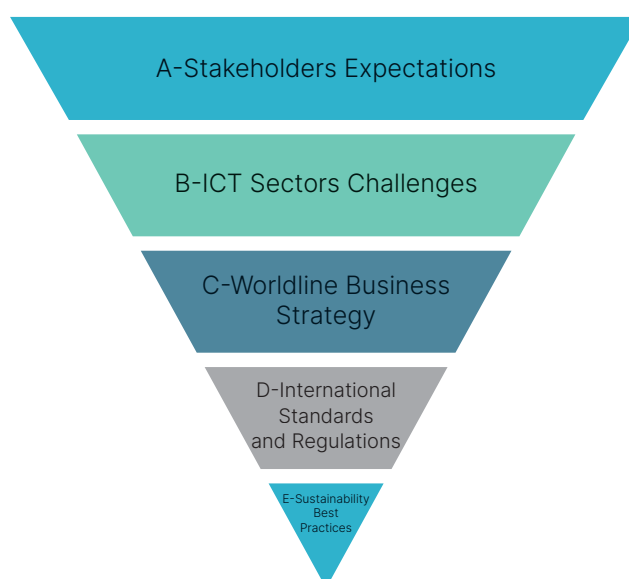 A-Stakeholders Expectations
B-ICT Sectors Challenges
C-Worldline Business
Strategy
D-International
Standards
and Regulations
E-Sustainability
Best
Practices